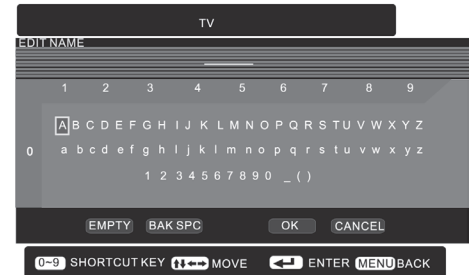 TV
EDIT NAME
1 2 3 4 5 6 7 8 9
A B C D E F G H I J K L M N O P Q R S T U V W X Y Z
0 a b c d e f g h I j k l m n o p q r s t u v w x y z
1 2 3 4 5 6 7 8 9 0 _ ( )
EMPTY BAK SPC OK CANCEL
0~9 SHORTCUT KEY MOVE ENTER MENU BACK